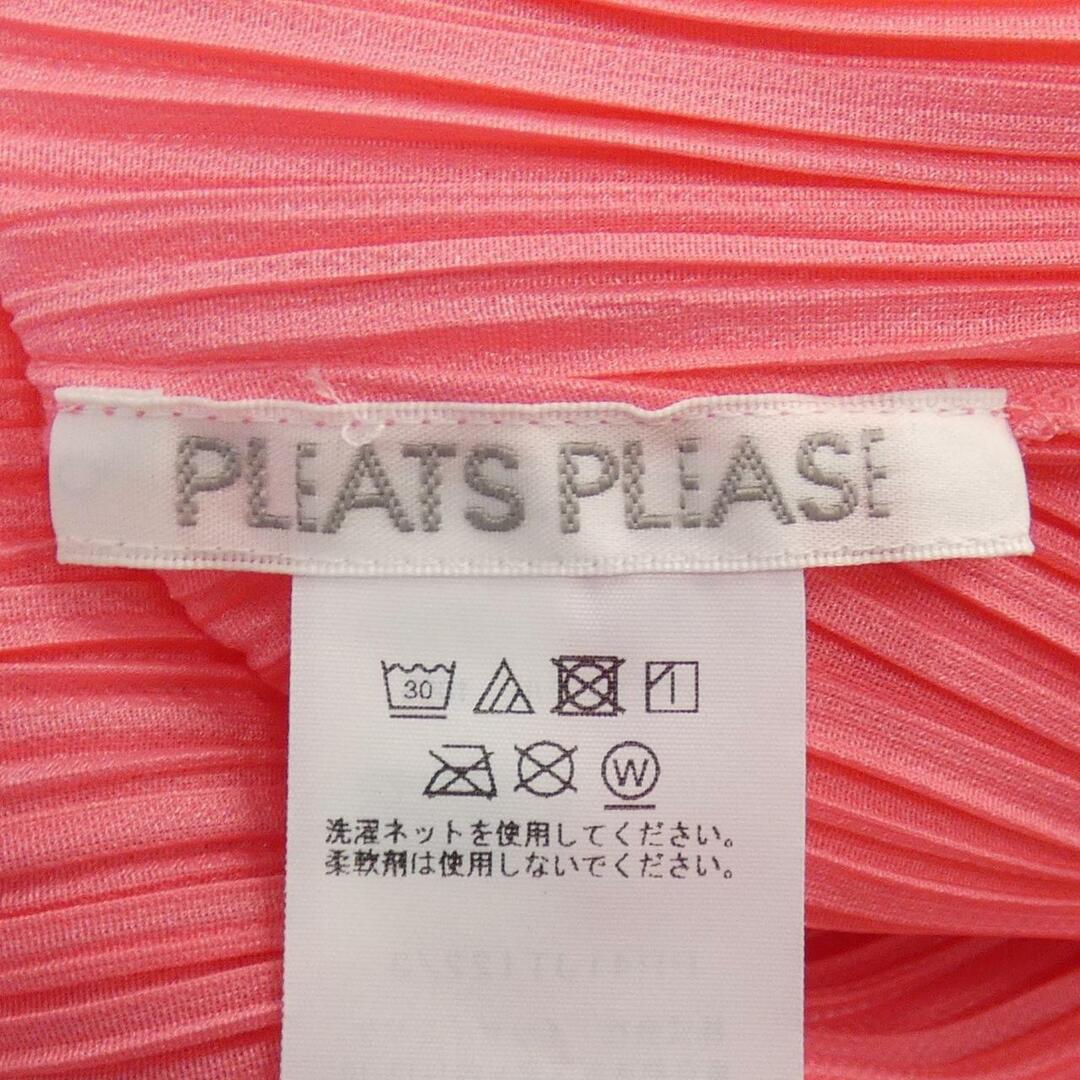 PLEATS PLEASE
30
W
洗濯ネットを使用してください。
柔軟剤は使用しないでください。